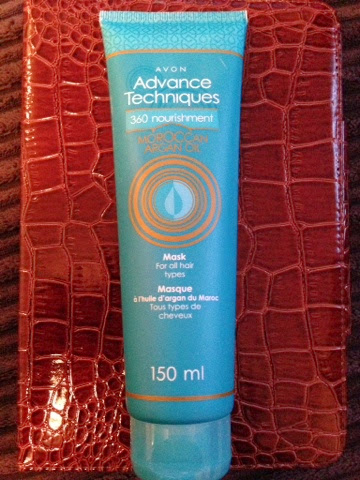 AVON
Advance
Techniques
360 nourishment
MOROCCAN
ARGAN OIL
Mask
For all hair
types
Masque
à l'huile d'argan du Maroc
Tous types de
cheveux
150 ml